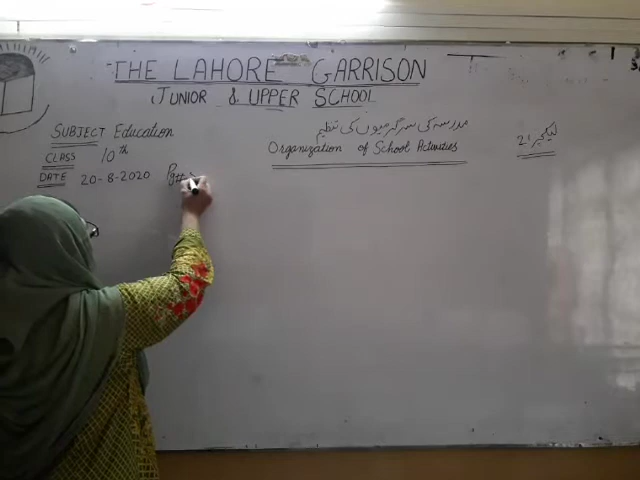 THE LAHORE GARRISON
JUNIOR & UPPER SCHOOL
SUBJECT Education
CLASS 10th
DATE 20-8-2020
مدرسہ کی سرگرمیوں کی تنظیم
Organization of School Activities
لیکچر 21